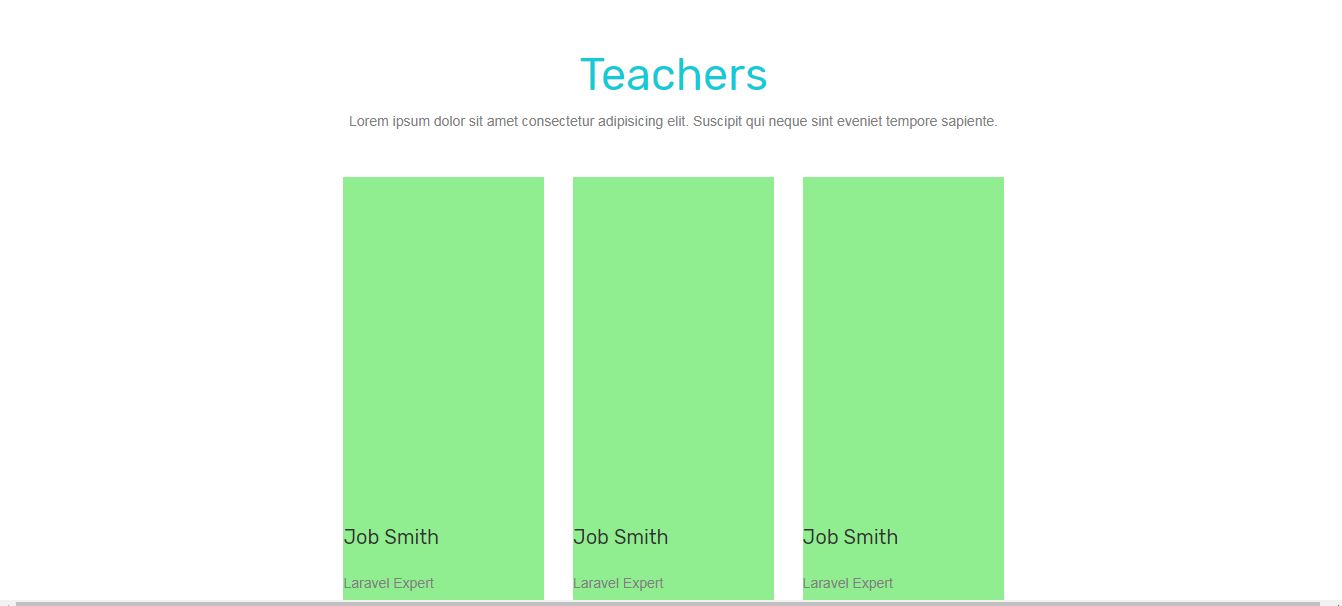 Teachers
Lorem ipsum dolor sit amet consectetur adipisicing elit. Suscipit qui neque sint eveniet tempore sapiente.
Job Smith
Laravel Expert
Job Smith
Laravel Expert
Job Smith
Laravel Expert